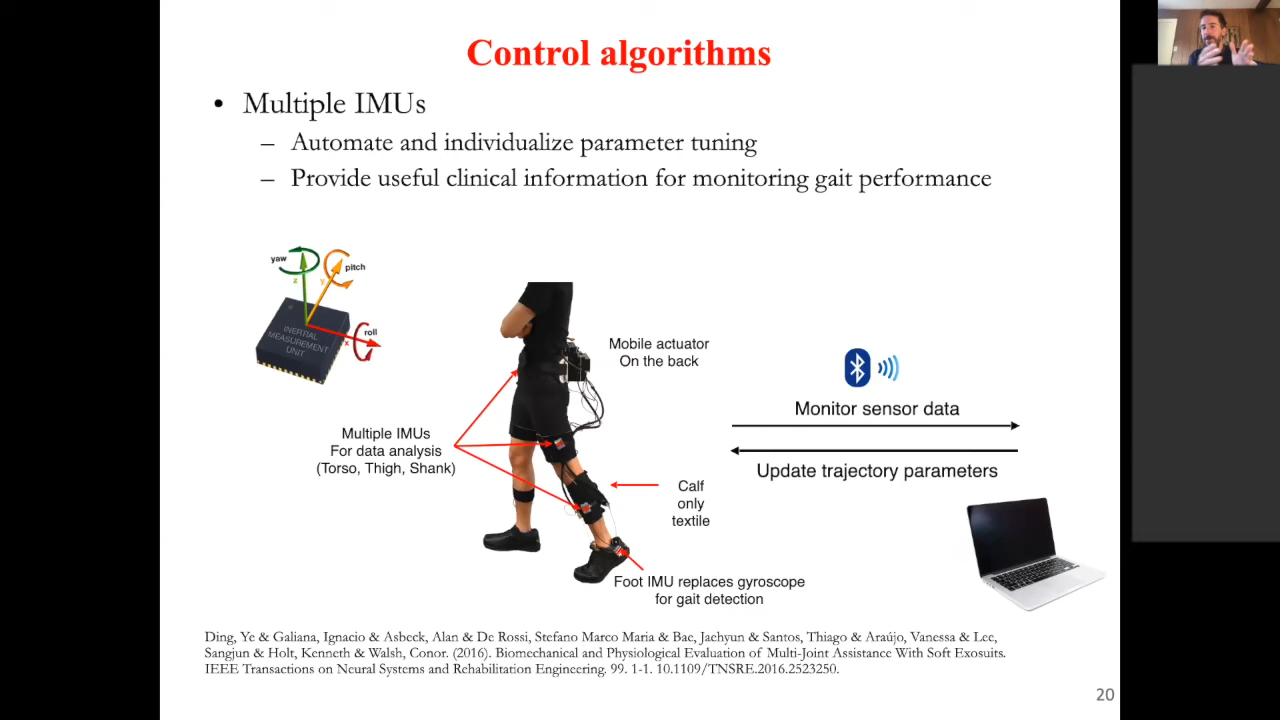 Control algorithms
• Multiple IMUs
– Automate and individualize parameter tuning
– Provide useful clinical information for monitoring gait performance
yaw
pitch
z
y
roll
x
INERTIAL
MEASUREMENT
UNIT
Mobile actuator
On the back
Monitor sensor data
Multiple IMUs
For data analysis
(Torso, Thigh, Shank)
Update trajectory parameters
Calf
only
textile
Foot IMU replaces gyroscope
for gait detection
Ding, Ye & Galiana, Ignacio & Asbeck, Alan & De Rossi, Stefano Marco Maria & Bae, Jaehyun & Santos, Thiago & Araújo, Vanessa & Lee,
Sangjun & Holt, Kenneth & Walsh, Conor. (2016). Biomechanical and Physiological Evaluation of Multi-Joint Assistance With Soft Exosuits.
IEEE Transactions on Neural Systems and Rehabilitation Engineering. 99. 1-1. 10.1109/TNSRE.2016.2523250.
20